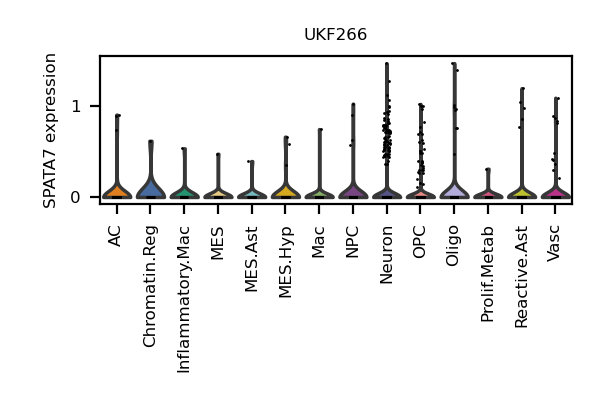 UKF266
SPATA7 expression
1
0
AC
Chromatin.Reg
Inflammatory.Mac
MES
MES.Ast
MES.Hyp
Mac
NPC
Neuron
OPC
Oligo
Prolif.Metab
Reactive.Ast
Vasc